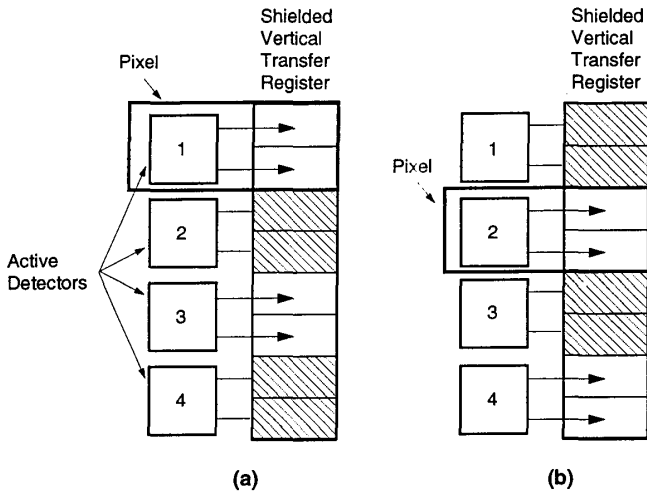 Shielded
Vertical
Transfer
Register
Pixel
1
2
3
4
Active
Detectors
(a)
Shielded
Vertical
Transfer
Register
Pixel
1
2
3
4
(b)